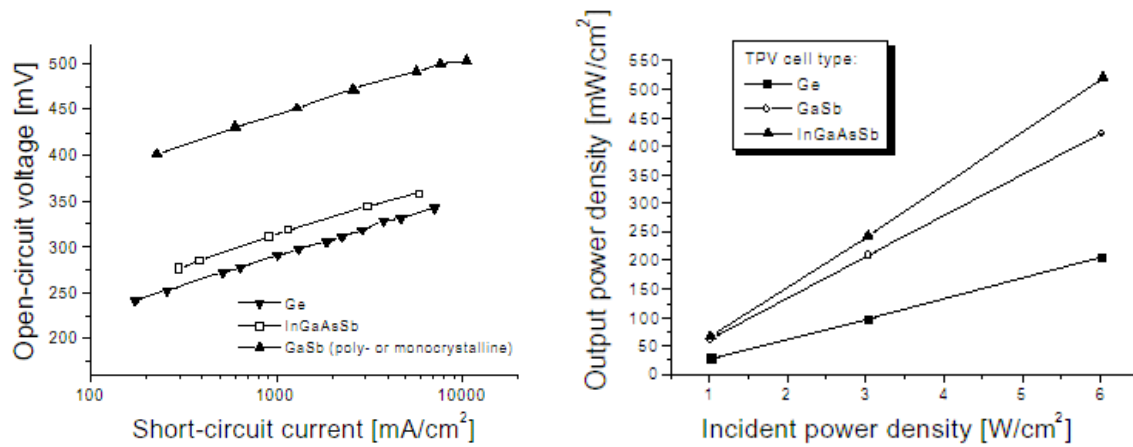 Open-circuit voltage [mV]
500
450
400
350
300
250
200
Ge
InGaAsSb
GaSb (poly- or monocrystalline)
100
1000
10000
Short-circuit current [mA/cm²]
Output power density [mW/cm²]
550
500
450
400
350
300
250
200
150
100
50
0
TPV cell type:
Ge
GaSb
InGaAsSb
1
2
3
4
5
6
Incident power density [W/cm²]